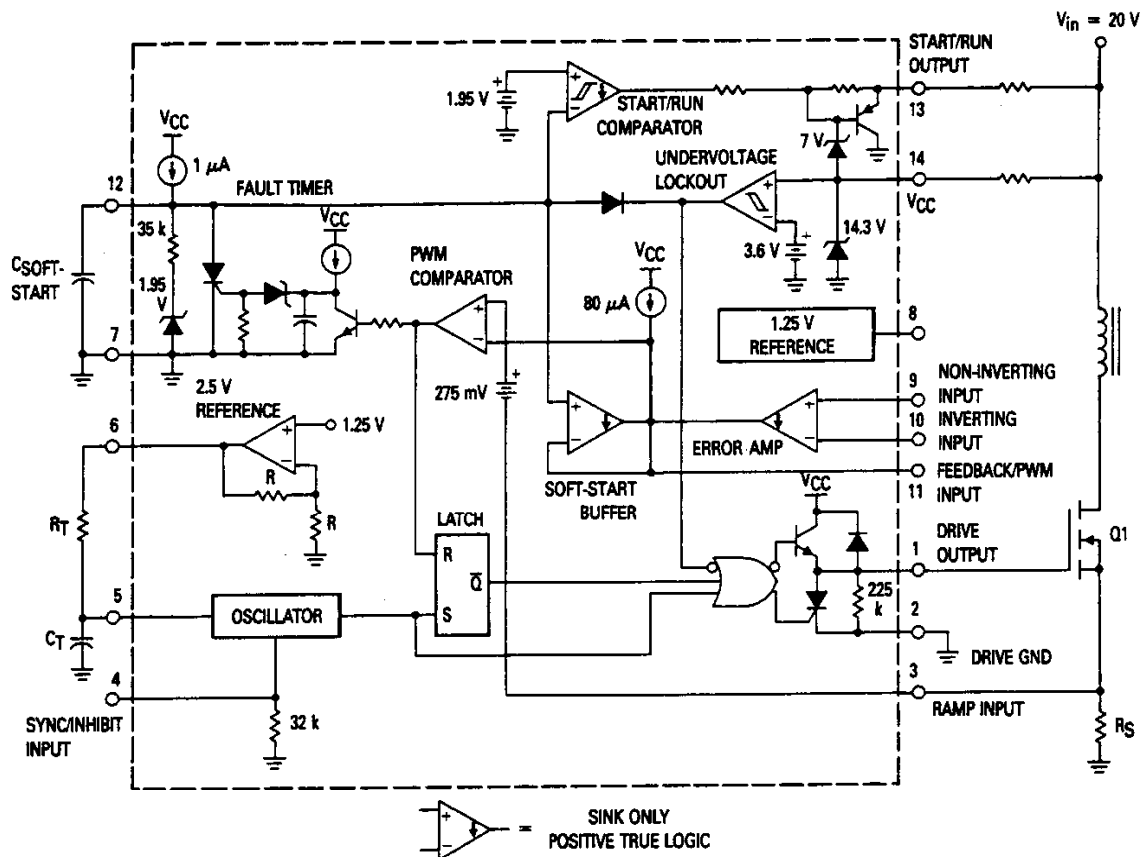 Vin = 20 V
START/RUN
OUTPUT
13
1.95 V
START/RUN
COMPARATOR
7 V
14
VCC
UNDERVOLTAGE
LOCKOUT
14.3 V
3.6 V
VCC
1 μA
12
FAULT TIMER
VCC
35 k
1.95
V
CSOFT-
START
7
PWM
COMPARATOR
VCC
80 μA
275 mV
8
1.25 V
REFERENCE
9
NON-INVERTING
INPUT
10
INVERTING
INPUT
ERROR AMP
SOFT-START
BUFFER
FEEDBACK/PWM
11
INPUT
2.5 V
REFERENCE
6
1.25 V
R
R
RT
LATCH
R
Q̅
S
VCC
1
DRIVE
OUTPUT
Q1
225
k
2
DRIVE GND
5
OSCILLATOR
CT
4
SYNC/INHIBIT
INPUT
32 k
3
RAMP INPUT
RS
+
−
=
SINK ONLY
POSITIVE TRUE LOGIC